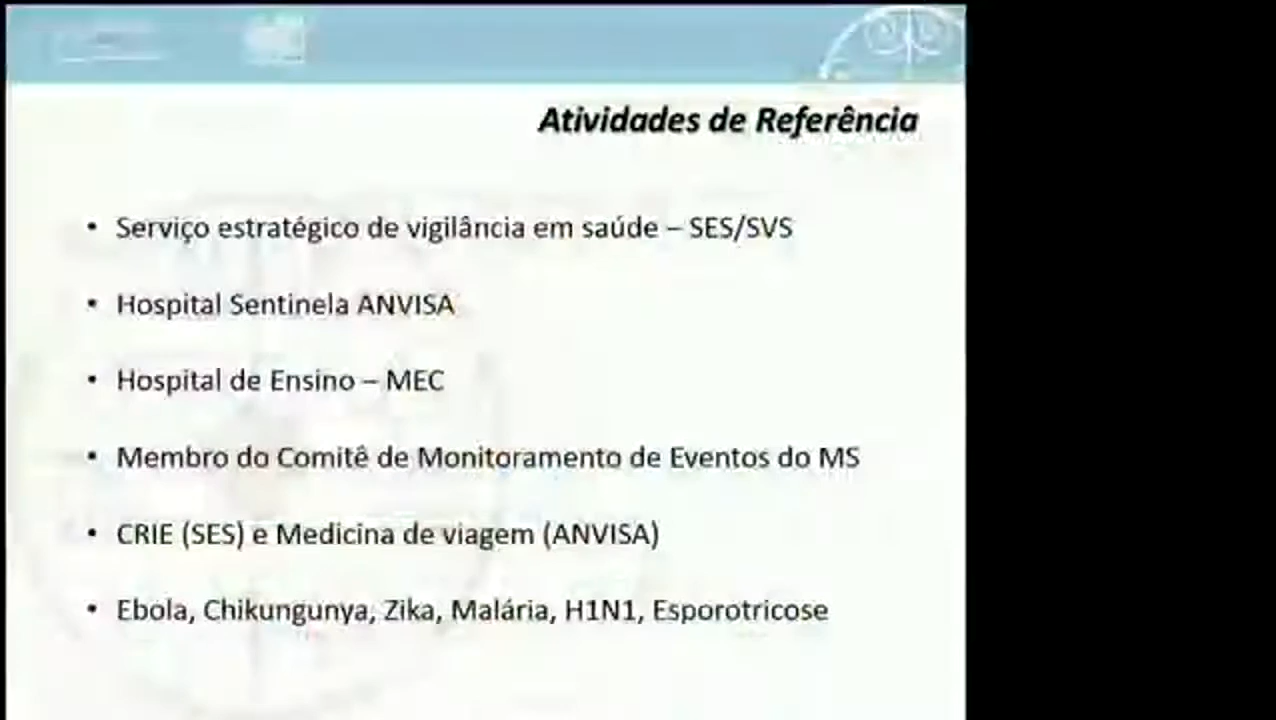 Atividades de Referência
• Serviço estratégico de vigilância em saúde – SES/SVS
• Hospital Sentinela ANVISA
• Hospital de Ensino – MEC
• Membro do Comitê de Monitoramento de Eventos do MS
• CRIE (SES) e Medicina de viagem (ANVISA)
• Ebola, Chikungunya, Zika, Malária, H1N1, Esporotricose